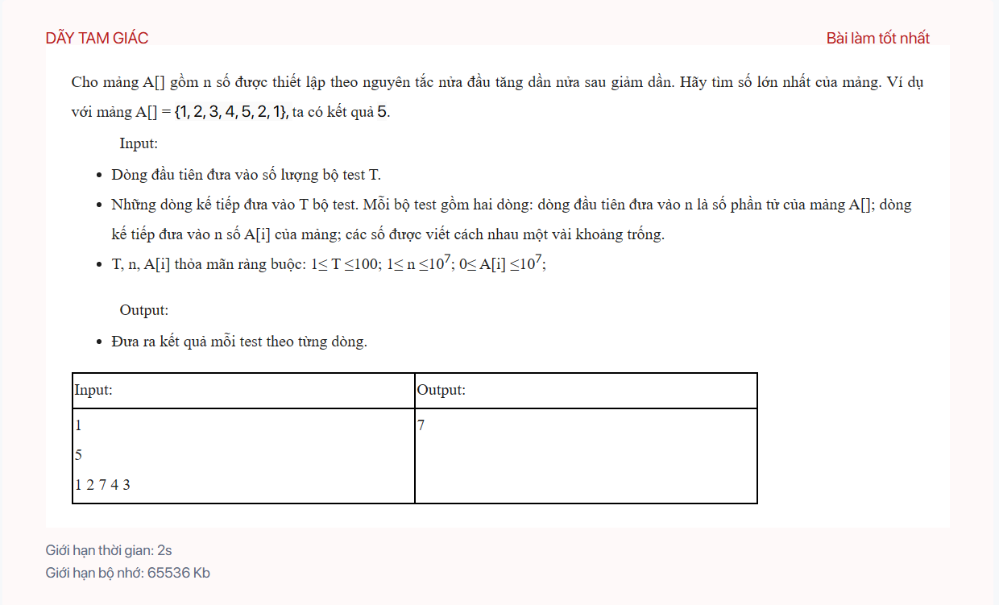 DÃY TAM GIÁC
Bài làm tốt nhất
Cho mảng A[] gồm n số được thiết lập theo nguyên tắc nửa đầu tăng dần nửa sau giảm dần. Hãy tìm số lớn nhất của mảng. Ví dụ
với mảng A[] = {1, 2, 3, 4, 5, 2, 1}, ta có kết quả 5.
Input:
• Dòng đầu tiên đưa vào số lượng bộ test T.
• Những dòng kế tiếp đưa vào T bộ test. Mỗi bộ test gồm hai dòng: dòng đầu tiên đưa vào n là số phần tử của mảng A[]; dòng
kế tiếp đưa vào n số A[i] của mảng; các số được viết cách nhau một vài khoảng trống.
• T, n, A[i] thỏa mãn ràng buộc: 1≤ T ≤100; 1≤ n ≤10⁷; 0≤ A[i] ≤10⁷;
Output:
• Đưa ra kết quả mỗi test theo từng dòng.
Input:
Output:
1
7
5
1 2 7 4 3
Giới hạn thời gian: 2s
Giới hạn bộ nhớ: 65536 Kb